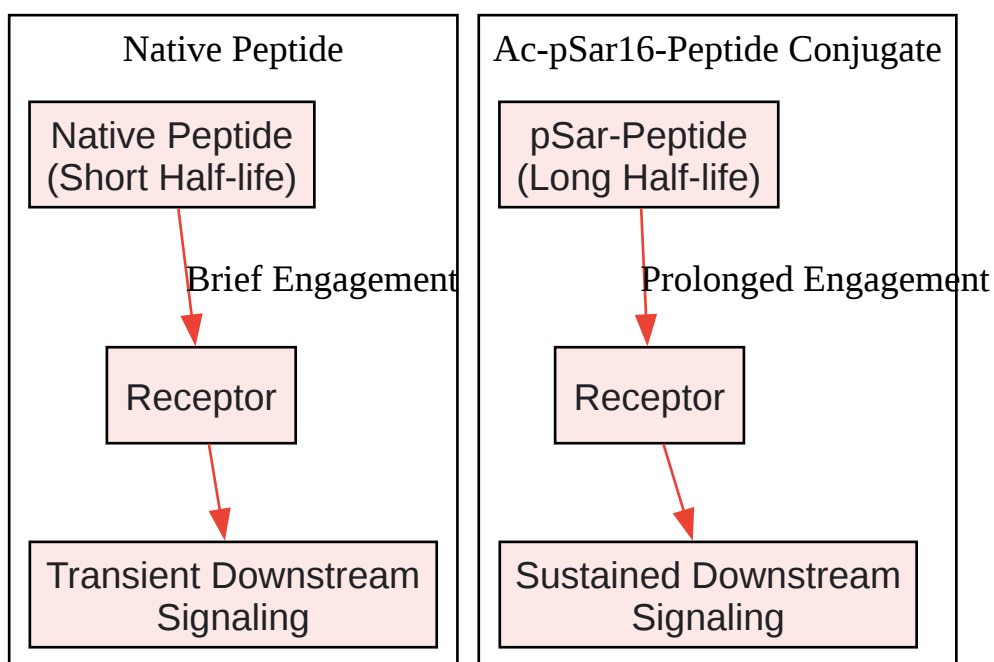 Native Peptide
Native Peptide
(Short Half-life)
Brief Engagement
Receptor
Transient Downstream
Signaling
Ac-pSar16-Peptide Conjugate
pSar-Peptide
(Long Half-life)
Prolonged Engagement
Receptor
Sustained Downstream
Signaling